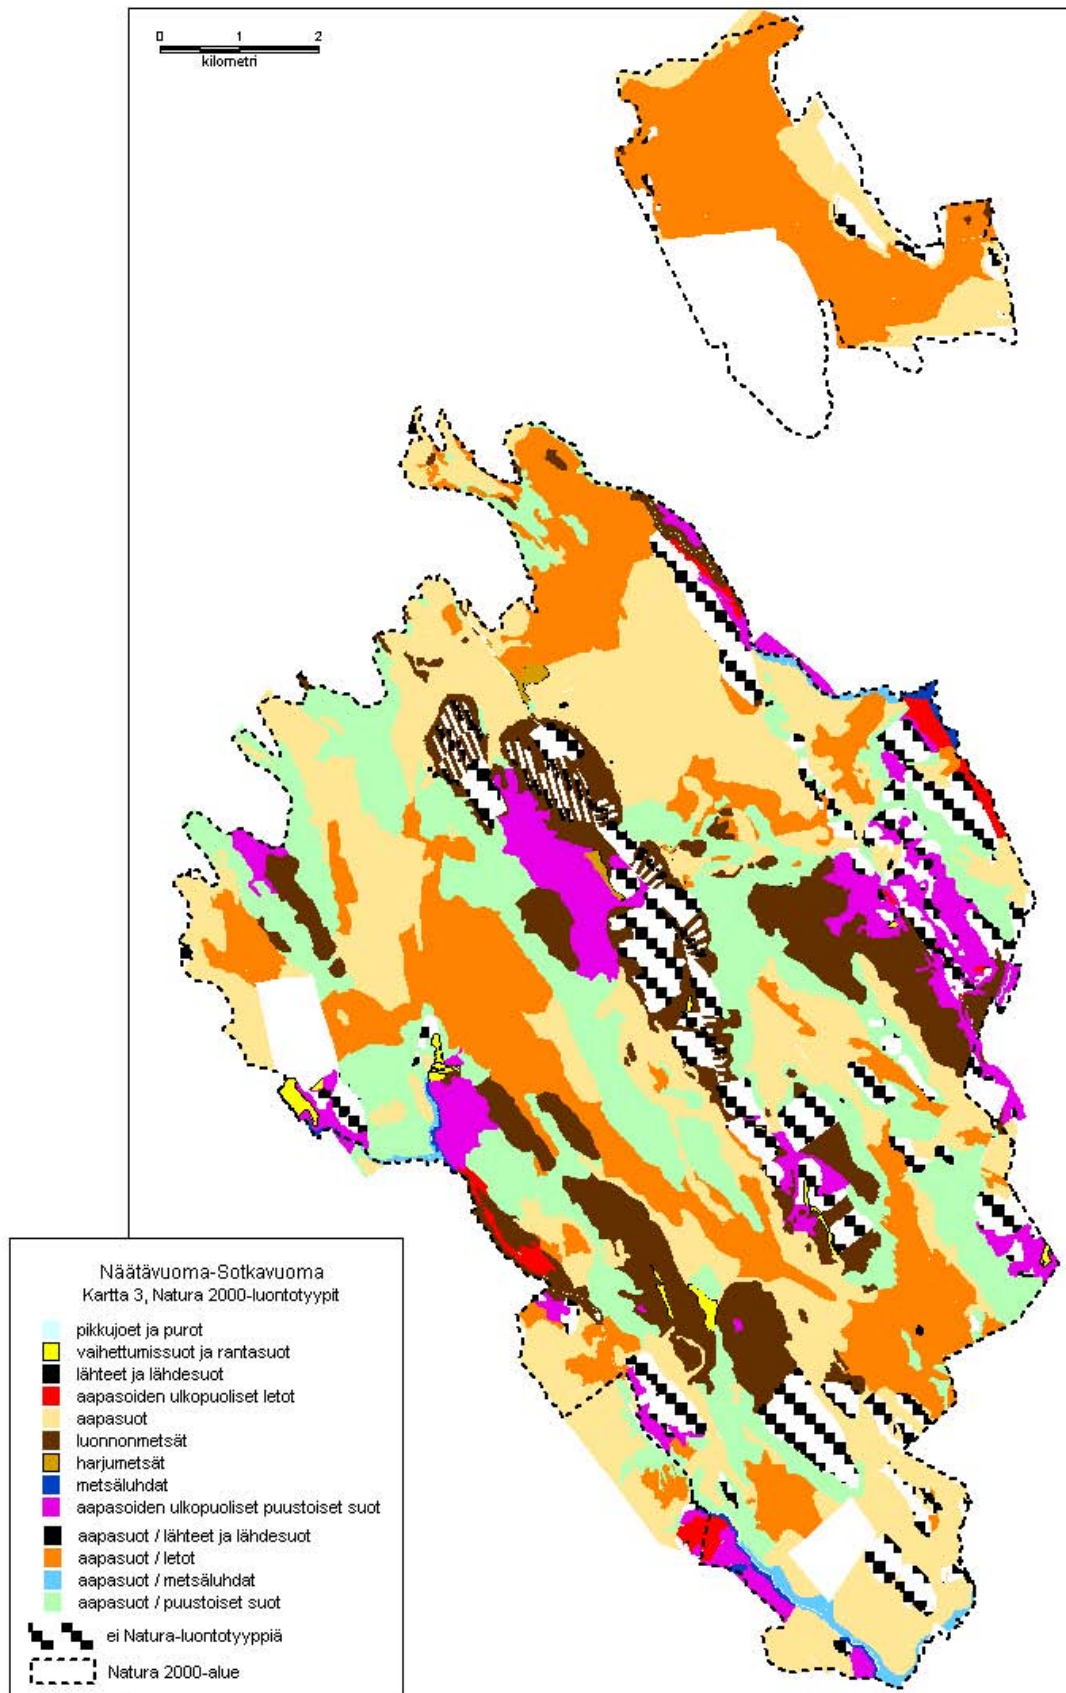 0 1 2
kilometri
Näätävuoma-Sotkavuoma
Kartta 3, Natura 2000-luontotyypit
pikkujoet ja purot
vaihettumissuot ja rantasuot
lähteet ja lähdesuot
aapasoiden ulkopuoliset letot
aapasuot
luonnonmetsät
harjumetsät
metsäluhdat
aapasoiden ulkopuoliset puustoiset suot
aapasuot / lähteet ja lähdesuot
aapasuot / letot
aapasuot / metsäluhdat
aapasuot / puustoiset suot
ei Natura-luontotyyppiä
Natura 2000-alue